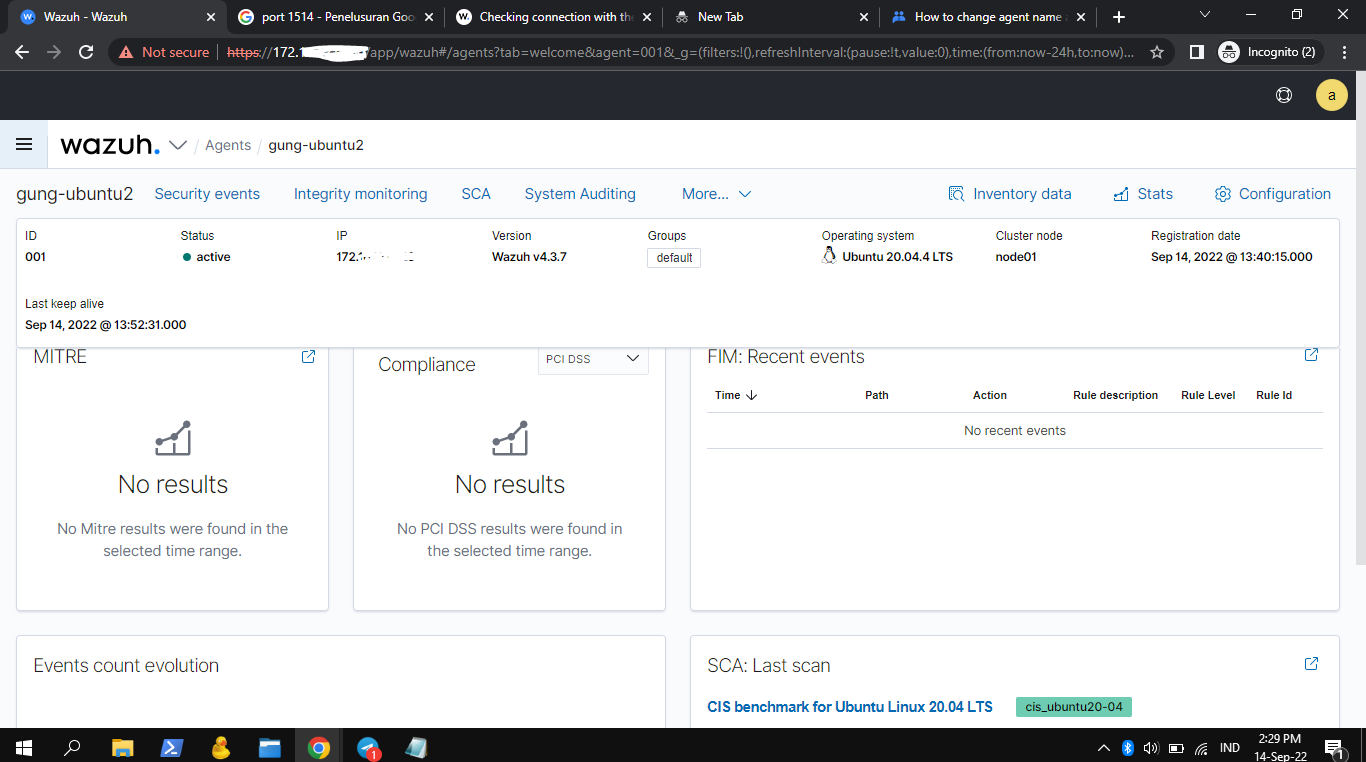 Wazuh - Wazuh
port 1514 - Penelusuran Goo
Checking connection with the
New Tab
How to change agent name a
Not secure
https://172.1
/app/wazuh#/agents?tab=welcome&agent=001&_g=(filters:!(),refreshInterval:(pause:!t,value:0),time:(from:now-24h,to:now)...
Incognito (2)
a
wazuh. / Agents / gung-ubuntu2
gung-ubuntu2 Security events Integrity monitoring SCA System Auditing More... Inventory data Stats Configuration
ID Status IP Version Groups Operating system Cluster node Registration date
001 active 172. Wazuh v4.3.7 default Ubuntu 20.04.4 LTS node01 Sep 14, 2022 @ 13:40:15.000
Last keep alive
Sep 14, 2022 @ 13:52:31.000
MITRE
No results
No Mitre results were found in the
selected time range.
Compliance PCI DSS
No results
No PCI DSS results were found in
the selected time range.
FIM: Recent events
Time Path Action Rule description Rule Level Rule Id
No recent events
Events count evolution
SCA: Last scan
CIS benchmark for Ubuntu Linux 20.04 LTS cis_ubuntu20-04
1
IND
2:29 PM
14-Sep-22
1